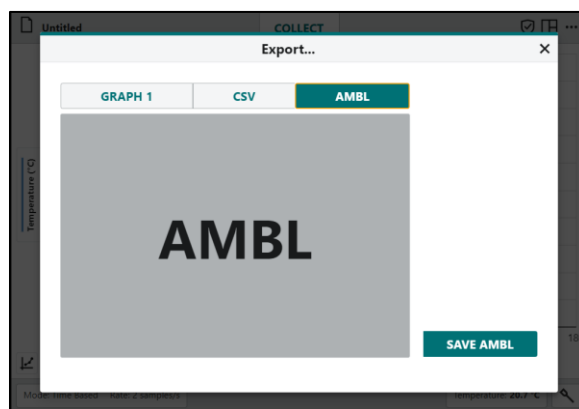 Untitled
COLLECT
Export...
GRAPH 1
CSV
AMBL
AMBL
SAVE AMBL
Temperature (°C)
18
Mode: Time Based Rate: 2 samples/s
Temperature: 20.7 °C